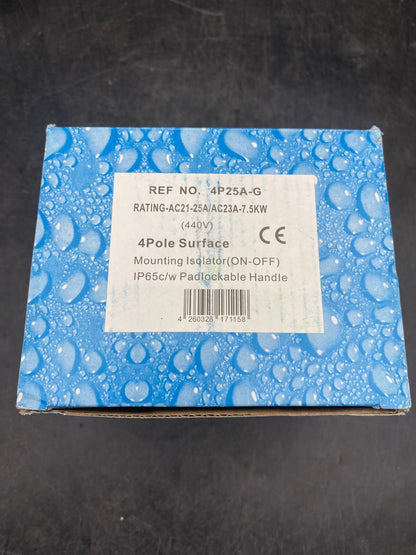 REF NO. 4P25A-G
RATING-AC21-25A/AC23A-7.5KW
(440V)
4Pole Surface CE
Mounting Isolator(ON-OFF)
IP65c/w Padlockable Handle
4 260328 171158